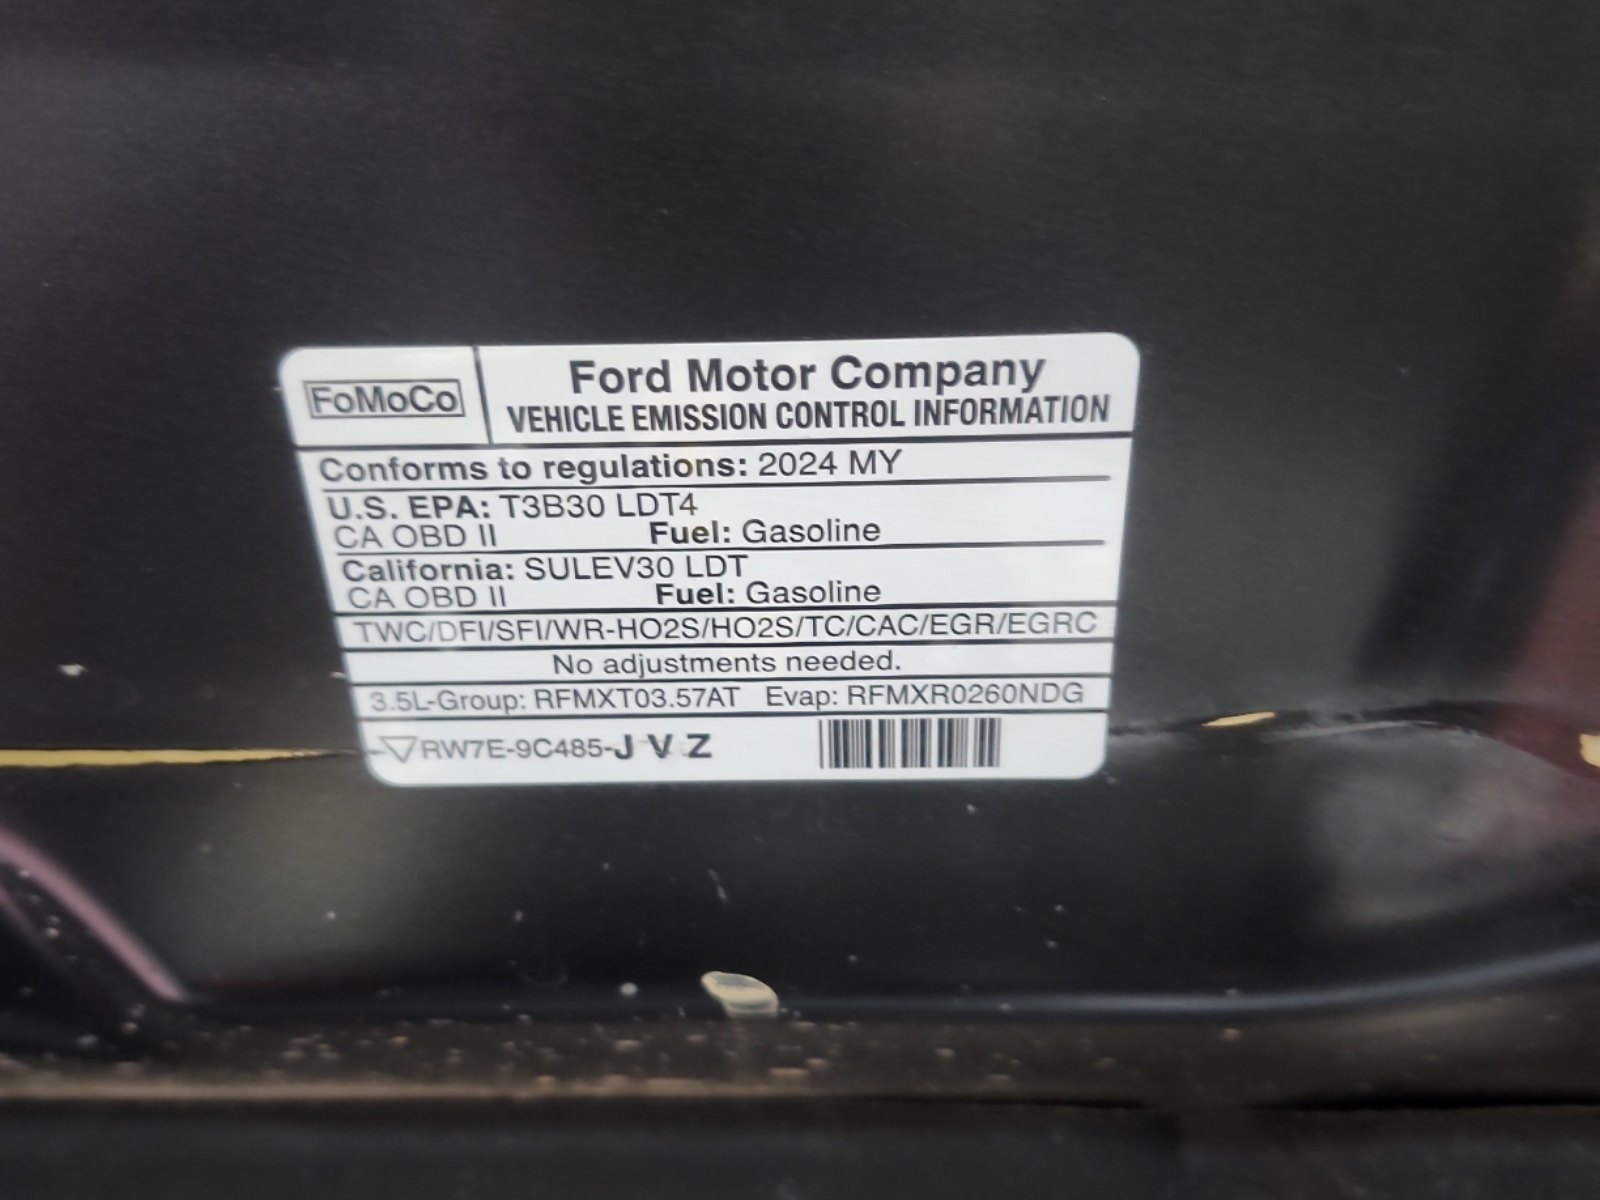 FoMoCo
Ford Motor Company
VEHICLE EMISSION CONTROL INFORMATION
Conforms to regulations: 2024 MY
U.S. EPA: T3B30 LDT4
CA OBD II Fuel: Gasoline
California: SULEV30 LDT
CA OBD II Fuel: Gasoline
TWC/DFI/SFI/WR-HO2S/HO2S/TC/CAC/EGR/EGRC
No adjustments needed.
3.5L-Group: RFMXT03.57AT Evap: RFMXR0260NDG
RW7E-9C485-J V Z